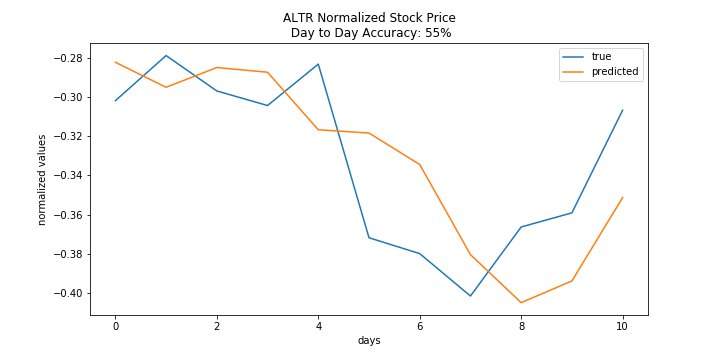 ALTR Normalized Stock Price
Day to Day Accuracy: 55%
true
predicted
normalized values
−0.28
−0.30
−0.32
−0.34
−0.36
−0.38
−0.40
0 2 4 6 8 10
days